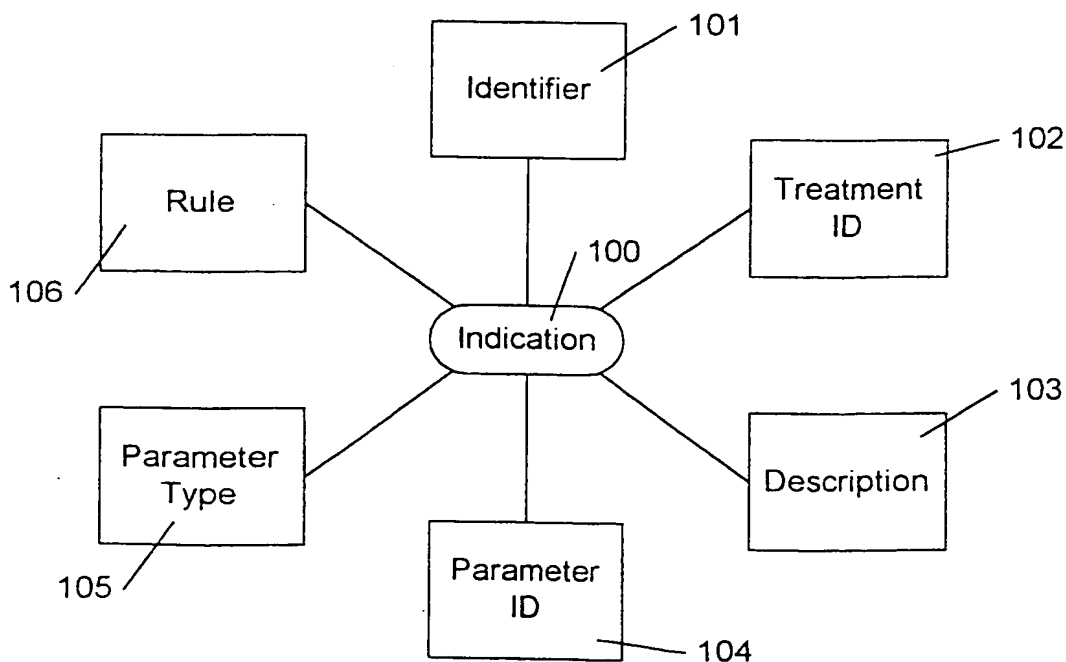 101
Identifier
102
Treatment
ID
Rule
106
100
Indication
103
Description
Parameter
Type
105
Parameter
ID
104